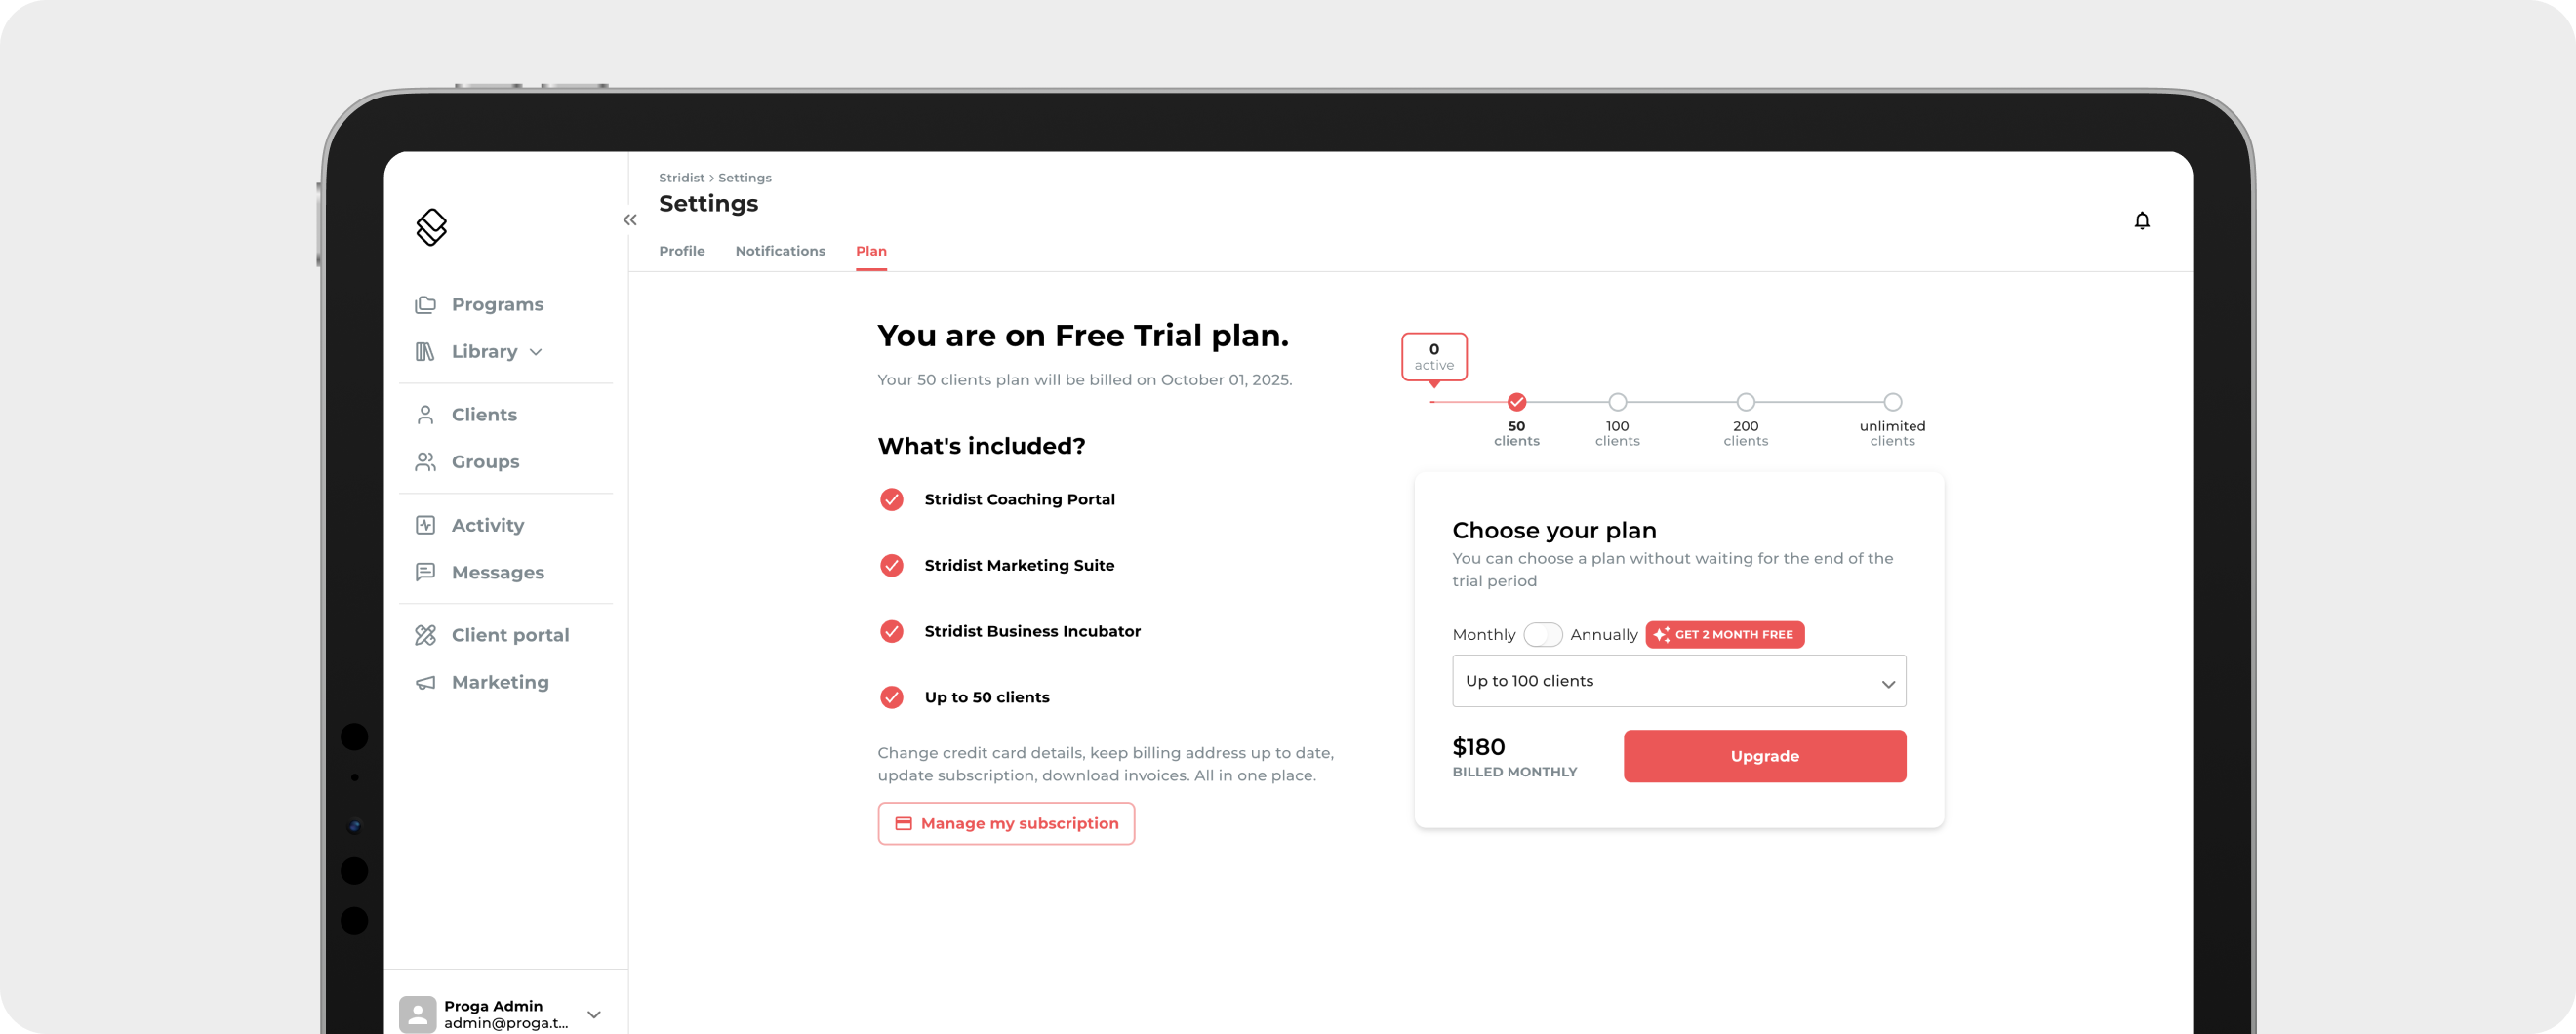 Stridist > Settings
Settings
Profile Notifications Plan
Programs
Library
Clients
Groups
Activity
Messages
Client portal
Marketing
Proga Admin
admin@proga.t...
You are on Free Trial plan.
Your 50 clients plan will be billed on October 01, 2025.
What's included?
Stridist Coaching Portal
Stridist Marketing Suite
Stridist Business Incubator
Up to 50 clients
Change credit card details, keep billing address up to date,
update subscription, download invoices. All in one place.
Manage my subscription
0
active
50
clients
100
clients
200
clients
unlimited
clients
Choose your plan
You can choose a plan without waiting for the end of the
trial period
Monthly Annually GET 2 MONTH FREE
Up to 100 clients
$180
BILLED MONTHLY
Upgrade